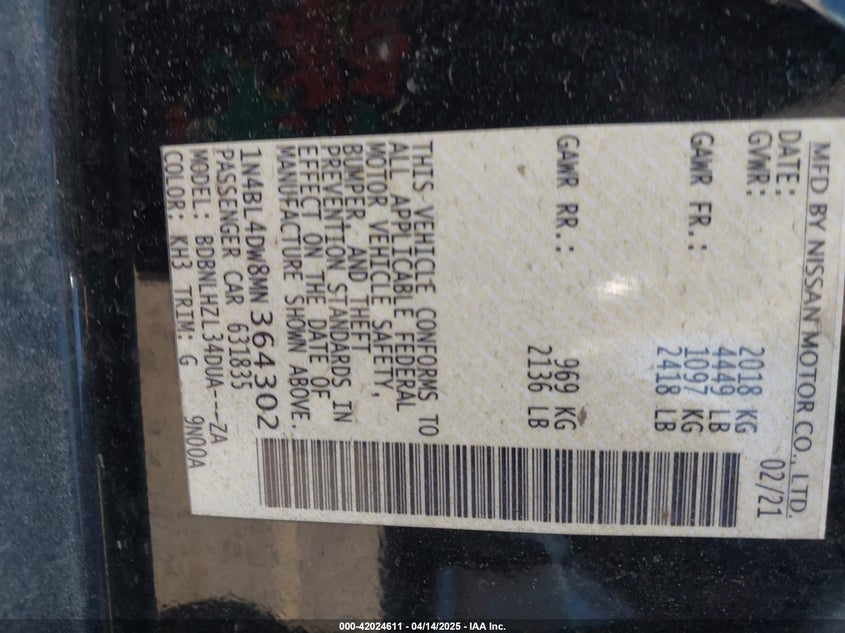 MFD BY NISSAN MOTOR CO., LTD.
DATE: 02/21
GVWR: 2018 KG
4449 LB
GAWR FR.: 1097 KG
2418 LB
GAWR RR.: 969 KG
2136 LB
THIS VEHICLE CONFORMS TO
ALL APPLICABLE FEDERAL
MOTOR VEHICLE SAFETY,
BUMPER, AND THEFT
PREVENTION STANDARDS IN
EFFECT ON THE DATE OF
MANUFACTURE SHOWN ABOVE.
1N4BL4DW8MN364302
PASSENGER CAR 631835
MODEL: BDBNLHZL34DUA---ZA
COLOR: KH3 TRIM: G 9N00A
000-42024611 - 04/14/2025 - IAA Inc.